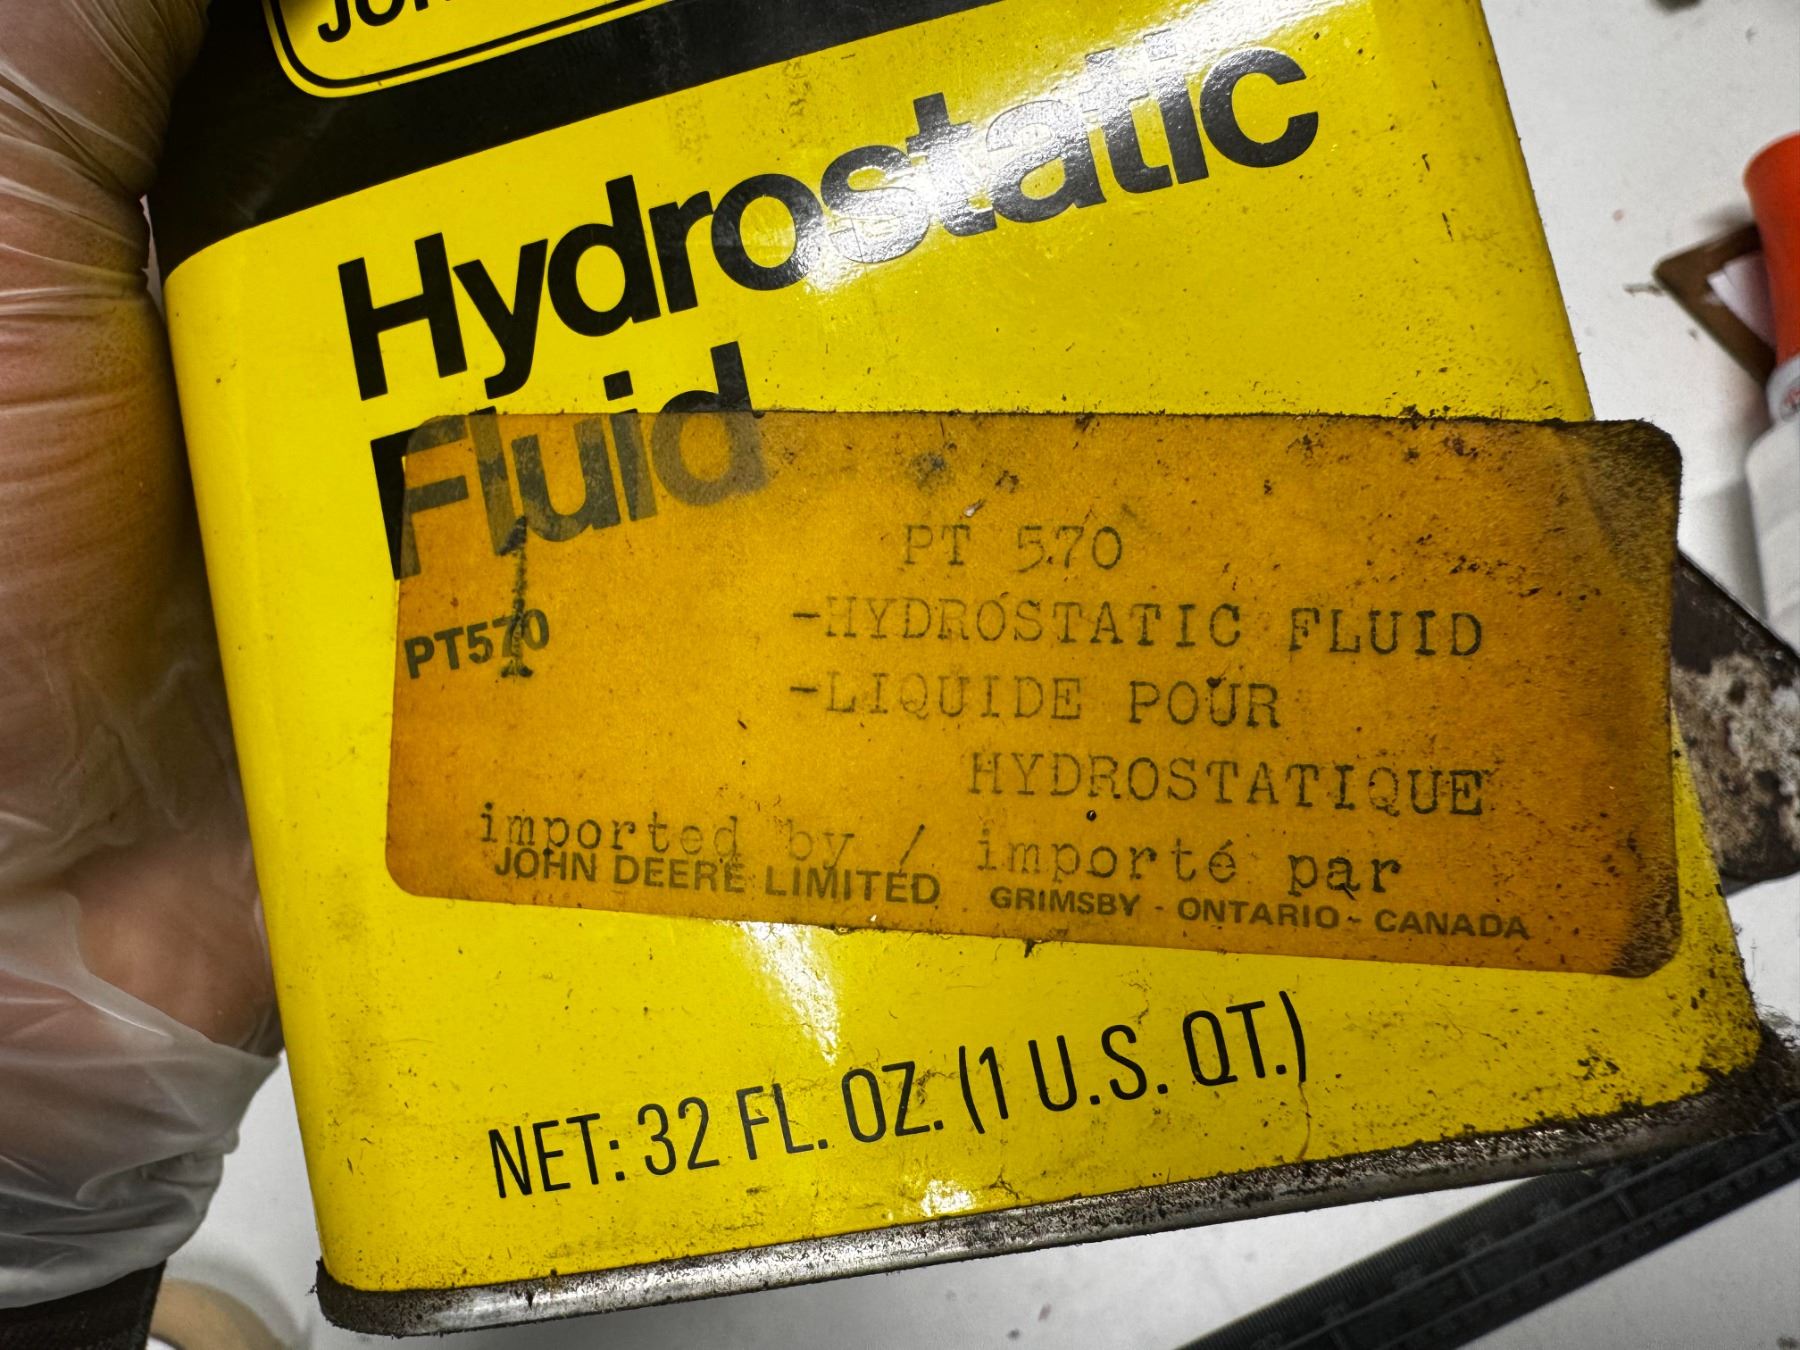 Hydrostatic
Fluid
PT570
PT 570
-HYDROSTATIC FLUID
-LIQUIDE POUR
HYDROSTATIQUE
imported by / importé par
JOHN DEERE LIMITED GRIMSBY - ONTARIO - CANADA
NET: 32 FL. OZ. (1 U.S. QT.)